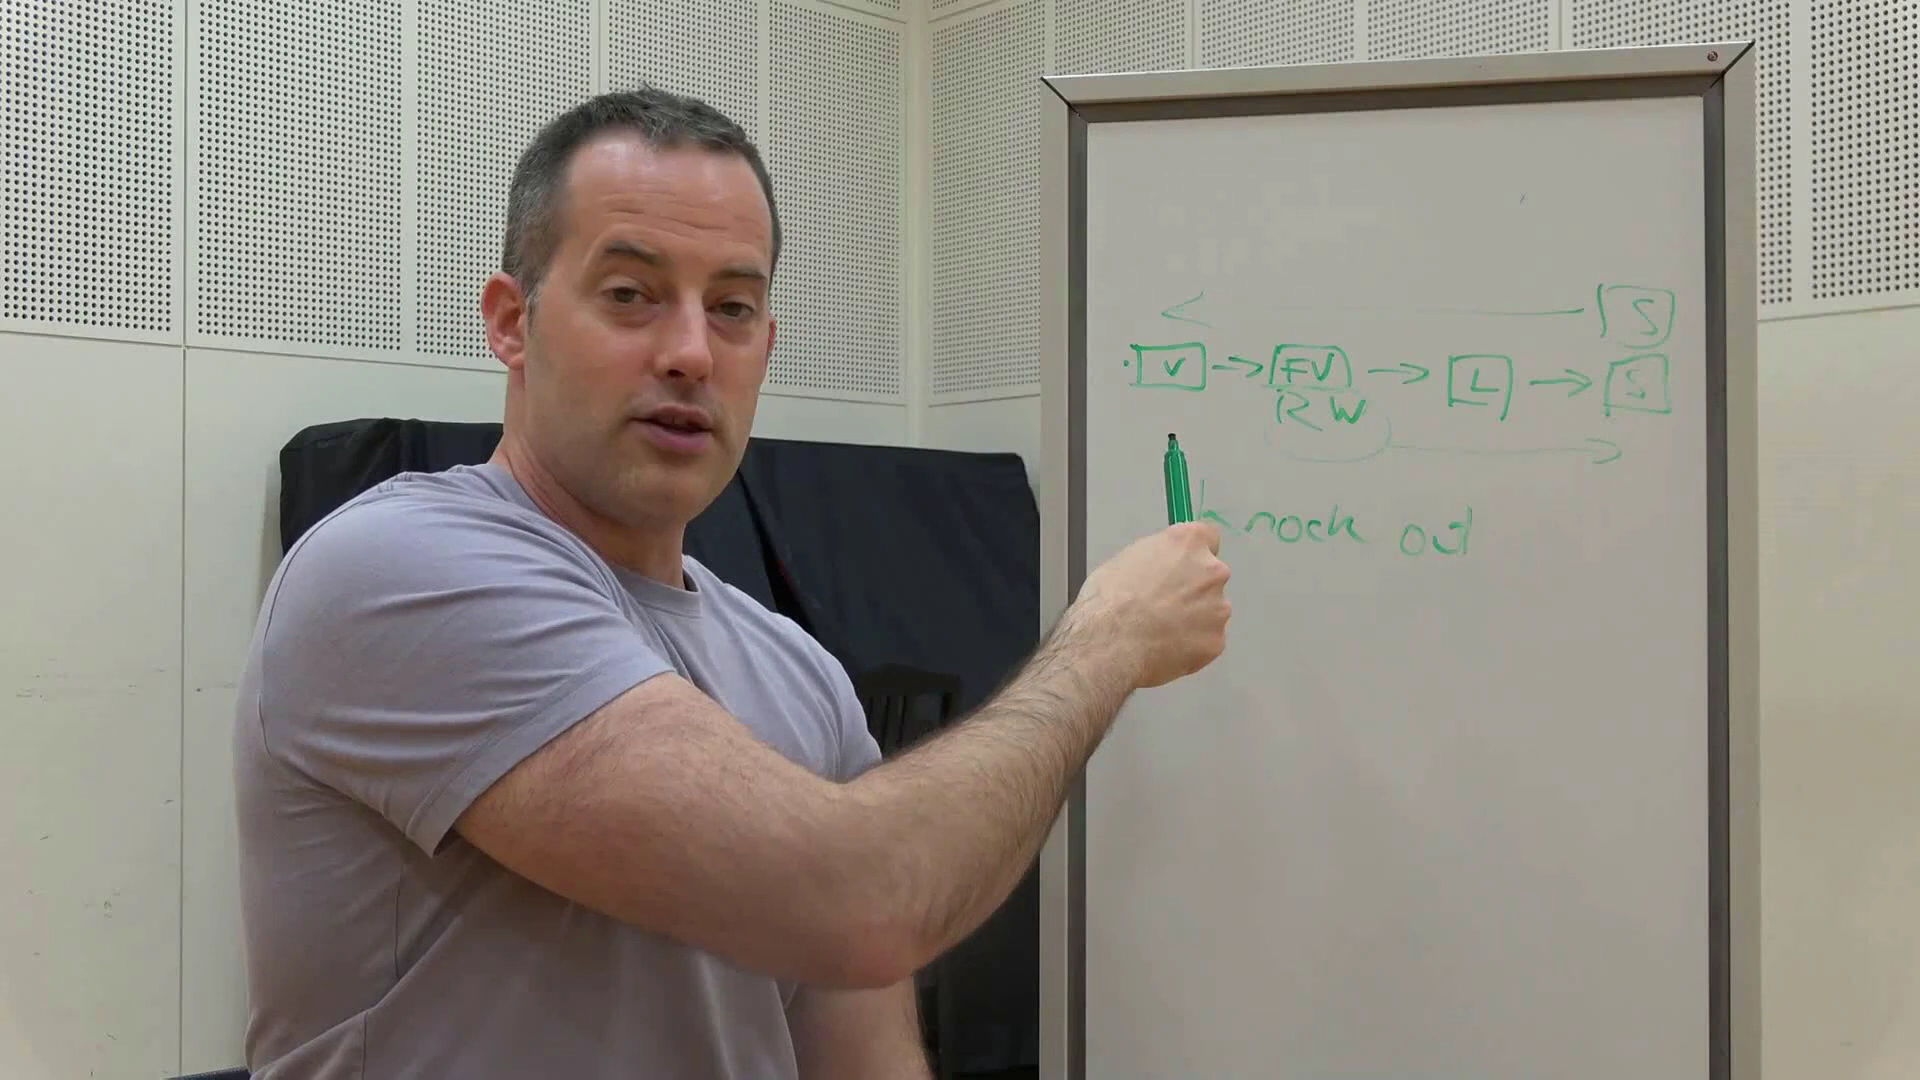 S
V → FV → L → S
RW
knock out